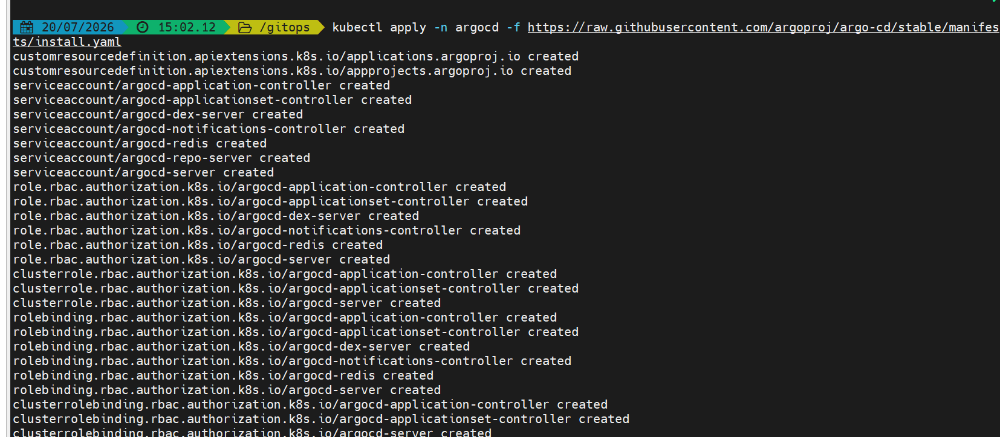 20/07/2026 15:02.12 /gitops kubectl apply -n argocd -f https://raw.githubusercontent.com/argoproj/argo-cd/stable/manifes
ts/install.yaml
customresourcedefinition.apiextensions.k8s.io/applications.argoproj.io created
customresourcedefinition.apiextensions.k8s.io/appprojects.argoproj.io created
serviceaccount/argocd-application-controller created
serviceaccount/argocd-applicationset-controller created
serviceaccount/argocd-dex-server created
serviceaccount/argocd-notifications-controller created
serviceaccount/argocd-redis created
serviceaccount/argocd-repo-server created
serviceaccount/argocd-server created
role.rbac.authorization.k8s.io/argocd-application-controller created
role.rbac.authorization.k8s.io/argocd-applicationset-controller created
role.rbac.authorization.k8s.io/argocd-dex-server created
role.rbac.authorization.k8s.io/argocd-notifications-controller created
role.rbac.authorization.k8s.io/argocd-redis created
role.rbac.authorization.k8s.io/argocd-server created
clusterrole.rbac.authorization.k8s.io/argocd-application-controller created
clusterrole.rbac.authorization.k8s.io/argocd-applicationset-controller created
clusterrole.rbac.authorization.k8s.io/argocd-server created
rolebinding.rbac.authorization.k8s.io/argocd-application-controller created
rolebinding.rbac.authorization.k8s.io/argocd-applicationset-controller created
rolebinding.rbac.authorization.k8s.io/argocd-dex-server created
rolebinding.rbac.authorization.k8s.io/argocd-notifications-controller created
rolebinding.rbac.authorization.k8s.io/argocd-redis created
rolebinding.rbac.authorization.k8s.io/argocd-server created
clusterrolebinding.rbac.authorization.k8s.io/argocd-application-controller created
clusterrolebinding.rbac.authorization.k8s.io/argocd-applicationset-controller created
clusterrolebinding.rbac.authorization.k8s.io/argocd-server created